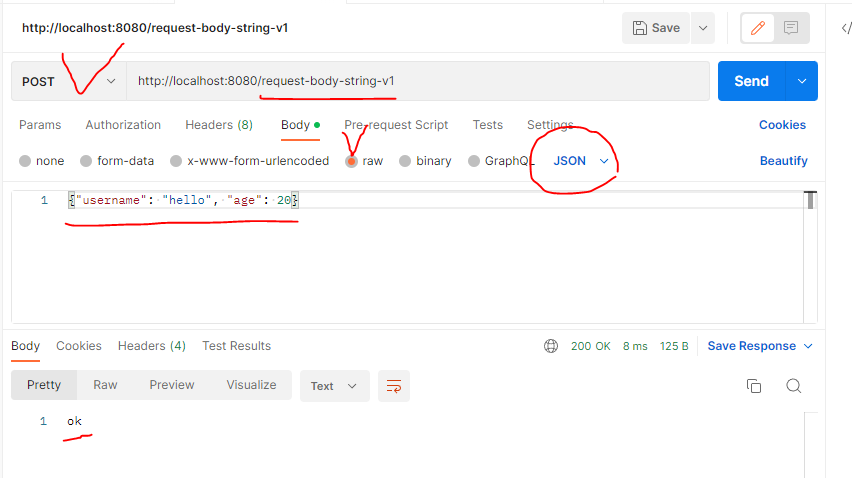 http://localhost:8080/request-body-string-v1 Save
POST http://localhost:8080/request-body-string-v1 Send
Params Authorization Headers (8) Body Pre-request Script Tests Settings Cookies
none form-data x-www-form-urlencoded raw binary GraphQL JSON Beautify
1 {"username": "hello", "age": 20}
Body Cookies Headers (4) Test Results 200 OK 8 ms 125 B Save Response
Pretty Raw Preview Visualize Text
1 ok